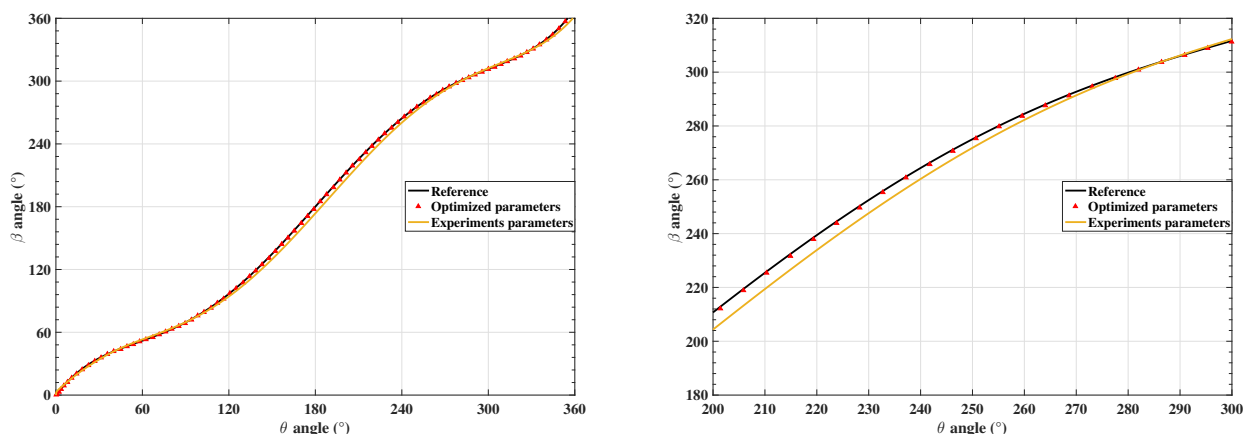 360
300
240
180
120
60
0
β angle (°)
Reference
Optimized parameters
Experiments parameters
0 60 120 180 240 300 360
θ angle (°)
320
300
280
260
240
220
200
180
β angle (°)
Reference
Optimized parameters
Experiments parameters
200 210 220 230 240 250 260 270 280 290 300
θ angle (°)